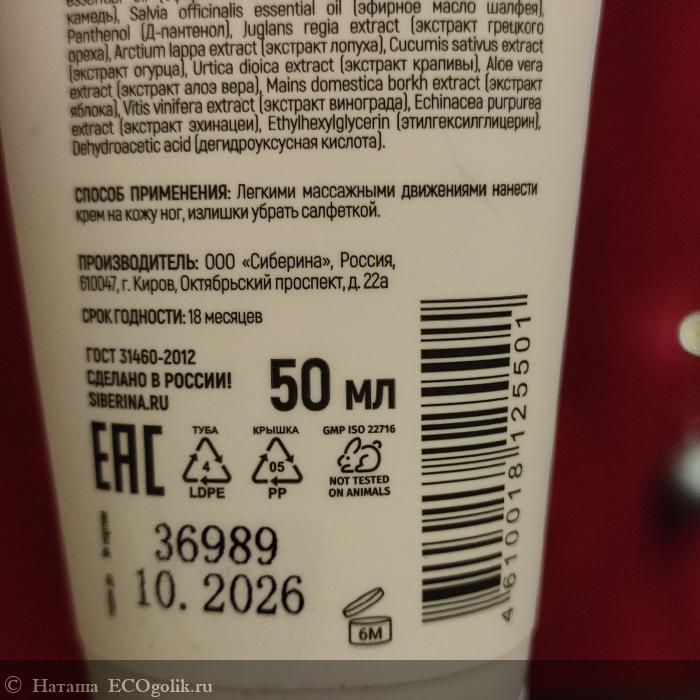 камедь), Salvia officinalis essential oil (эфирное масло шалфея),
Panthenol (Д-пантенол), Juglans regia extract (экстракт грецкого
ореха), Arctium lappa extract (экстракт лопуха), Cucumis sativus extract
(экстракт огурца), Urtica dioica extract (экстракт крапивы), Aloe vera
extract (экстракт алоэ вера), Mains domestica borkh extract (экстракт
яблока), Vitis vinifera extract (экстракт винограда), Echinacea purpurea
extract (экстракт эхинацеи), Ethylhexylglycerin (этилгексилглицерин),
Dehydroacetic acid (дегидроуксусная кислота).
СПОСОБ ПРИМЕНЕНИЯ: Легкими массажными движениями нанести
крем на кожу ног, излишки убрать салфеткой.
ПРОИЗВОДИТЕЛЬ: ООО «Сиберина», Россия,
610047, г. Киров, Октябрьский проспект, д. 22а
СРОК ГОДНОСТИ: 18 месяцев
ГОСТ 31460-2012
СДЕЛАНО В РОССИИ!
SIBERINA.RU
50 мл
EAC
ТУБА
4
LDPE
КРЫШКА
05
PP
GMP ISO 22716
NOT TESTED
ON ANIMALS
№ партии
36989
10. 2026
6M
4 610018 125501
© Наташа ECOgolik.ru